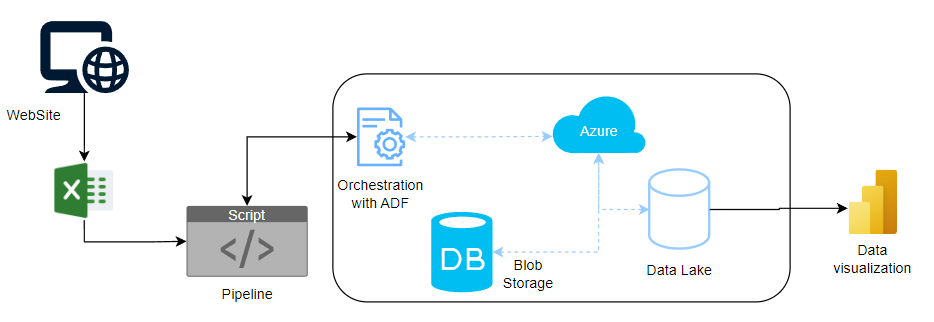 WebSite
X
Script
</>
Pipeline
Orchestration
with ADF
Azure
DB
Blob
Storage
Data Lake
Data
visualization